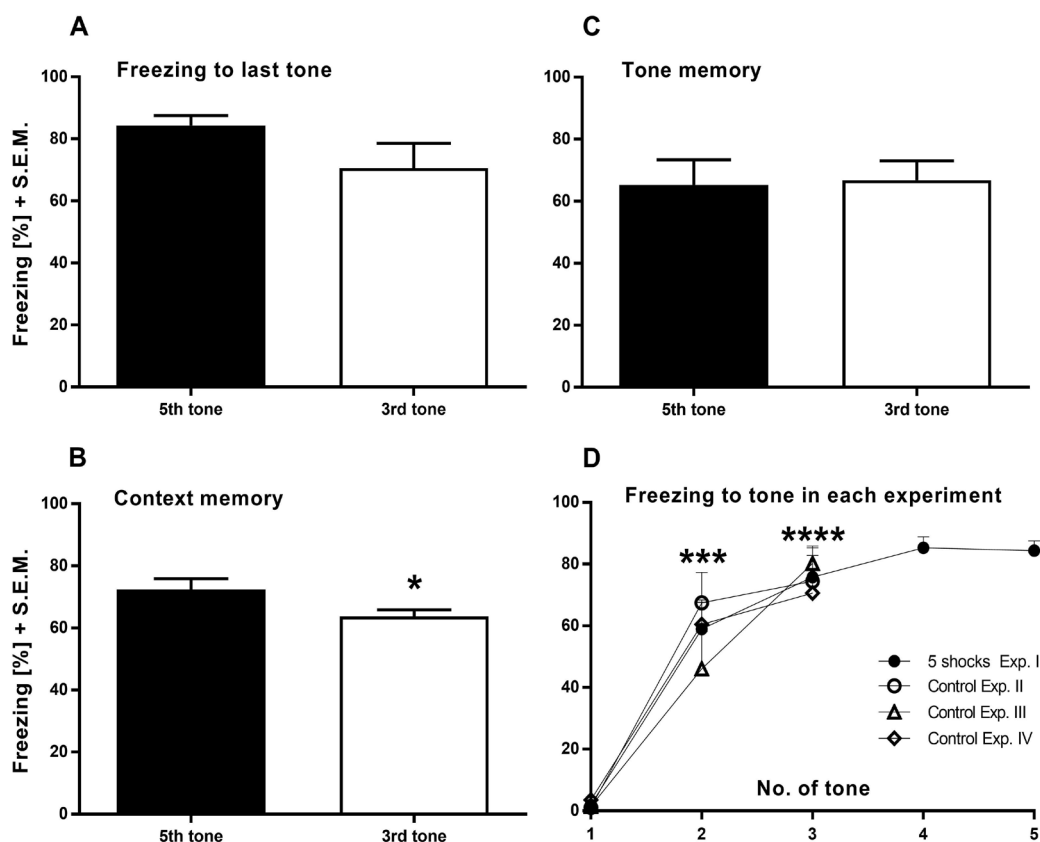 A
Freezing to last tone
Freezing [%] + S.E.M.
100
80
60
40
20
0
5th tone
3rd tone
C
Tone memory
100
80
60
40
20
0
5th tone
3rd tone
B
Context memory
Freezing [%] + S.E.M.
100
80
60
40
20
0
*
5th tone
3rd tone
D
Freezing to tone in each experiment
100
80
60
40
20
0
***
****
5 shocks Exp. I
Control Exp. II
Control Exp. III
Control Exp. IV
No. of tone
1 2 3 4 5